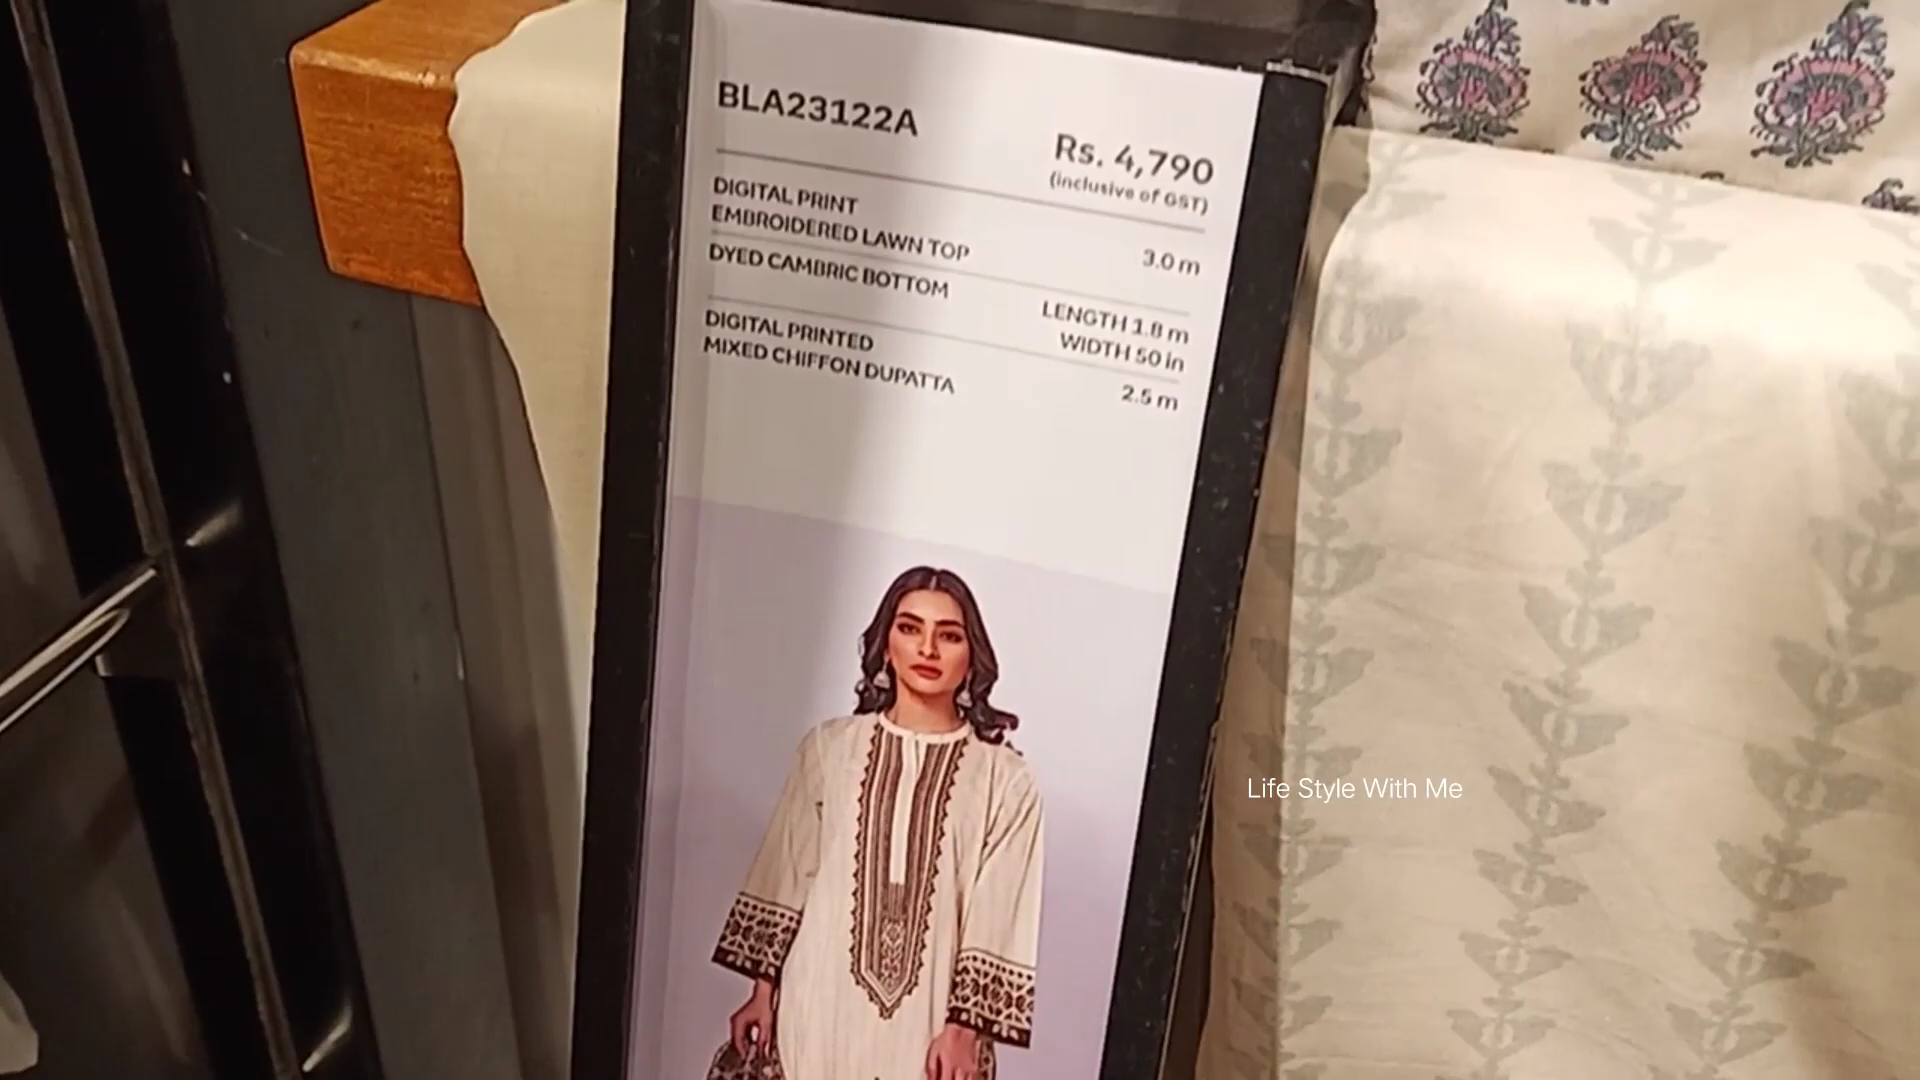 BLA23122A
Rs. 4,790
(inclusive of GST)
DIGITAL PRINT
EMBROIDERED LAWN TOP
3.0 m
DYED CAMBRIC BOTTOM
LENGTH 1.8 m
WIDTH 50 in
DIGITAL PRINTED
MIXED CHIFFON DUPATTA
2.5 m
Life Style With Me